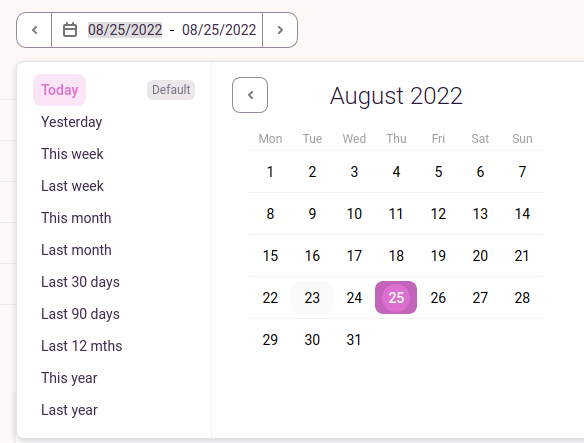 08/25/2022 - 08/25/2022
Today Default
Yesterday
This week
Last week
This month
Last month
Last 30 days
Last 90 days
Last 12 mths
This year
Last year
August 2022
Mon Tue Wed Thu Fri Sat Sun
1 2 3 4 5 6 7
8 9 10 11 12 13 14
15 16 17 18 19 20 21
22 23 24 25 26 27 28
29 30 31